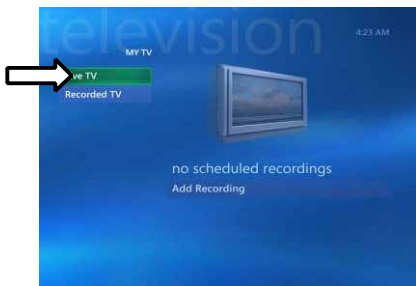 television
4:23 AM
MY TV
ve TV
Recorded TV
no scheduled recordings
Add Recording